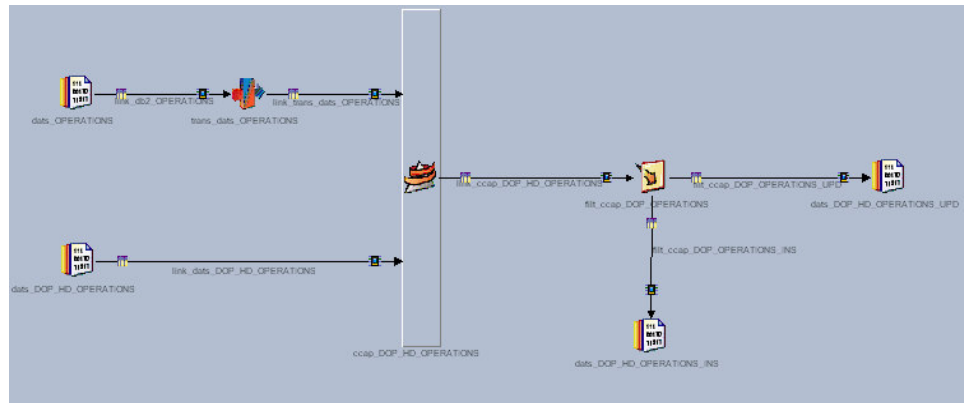 link_db2_OPERATIONS
link_trans_dats_OPERATIONS
dats_OPERATIONS
trans_dats_OPERATIONS
link_ccap_DOP_HD_OPERATIONS
filt_ccap_DOP_OPERATIONS_UPD
filt_ccap_DOP_OPERATIONS
dats_DOP_HD_OPERATIONS_UPD
filt_ccap_DOP_OPERATIONS_INS
link_dats_DOP_HD_OPERATIONS
dats_DOP_HD_OPERATIONS
ccap_DOP_HD_OPERATIONS
dats_DOP_HD_OPERATIONS_INS